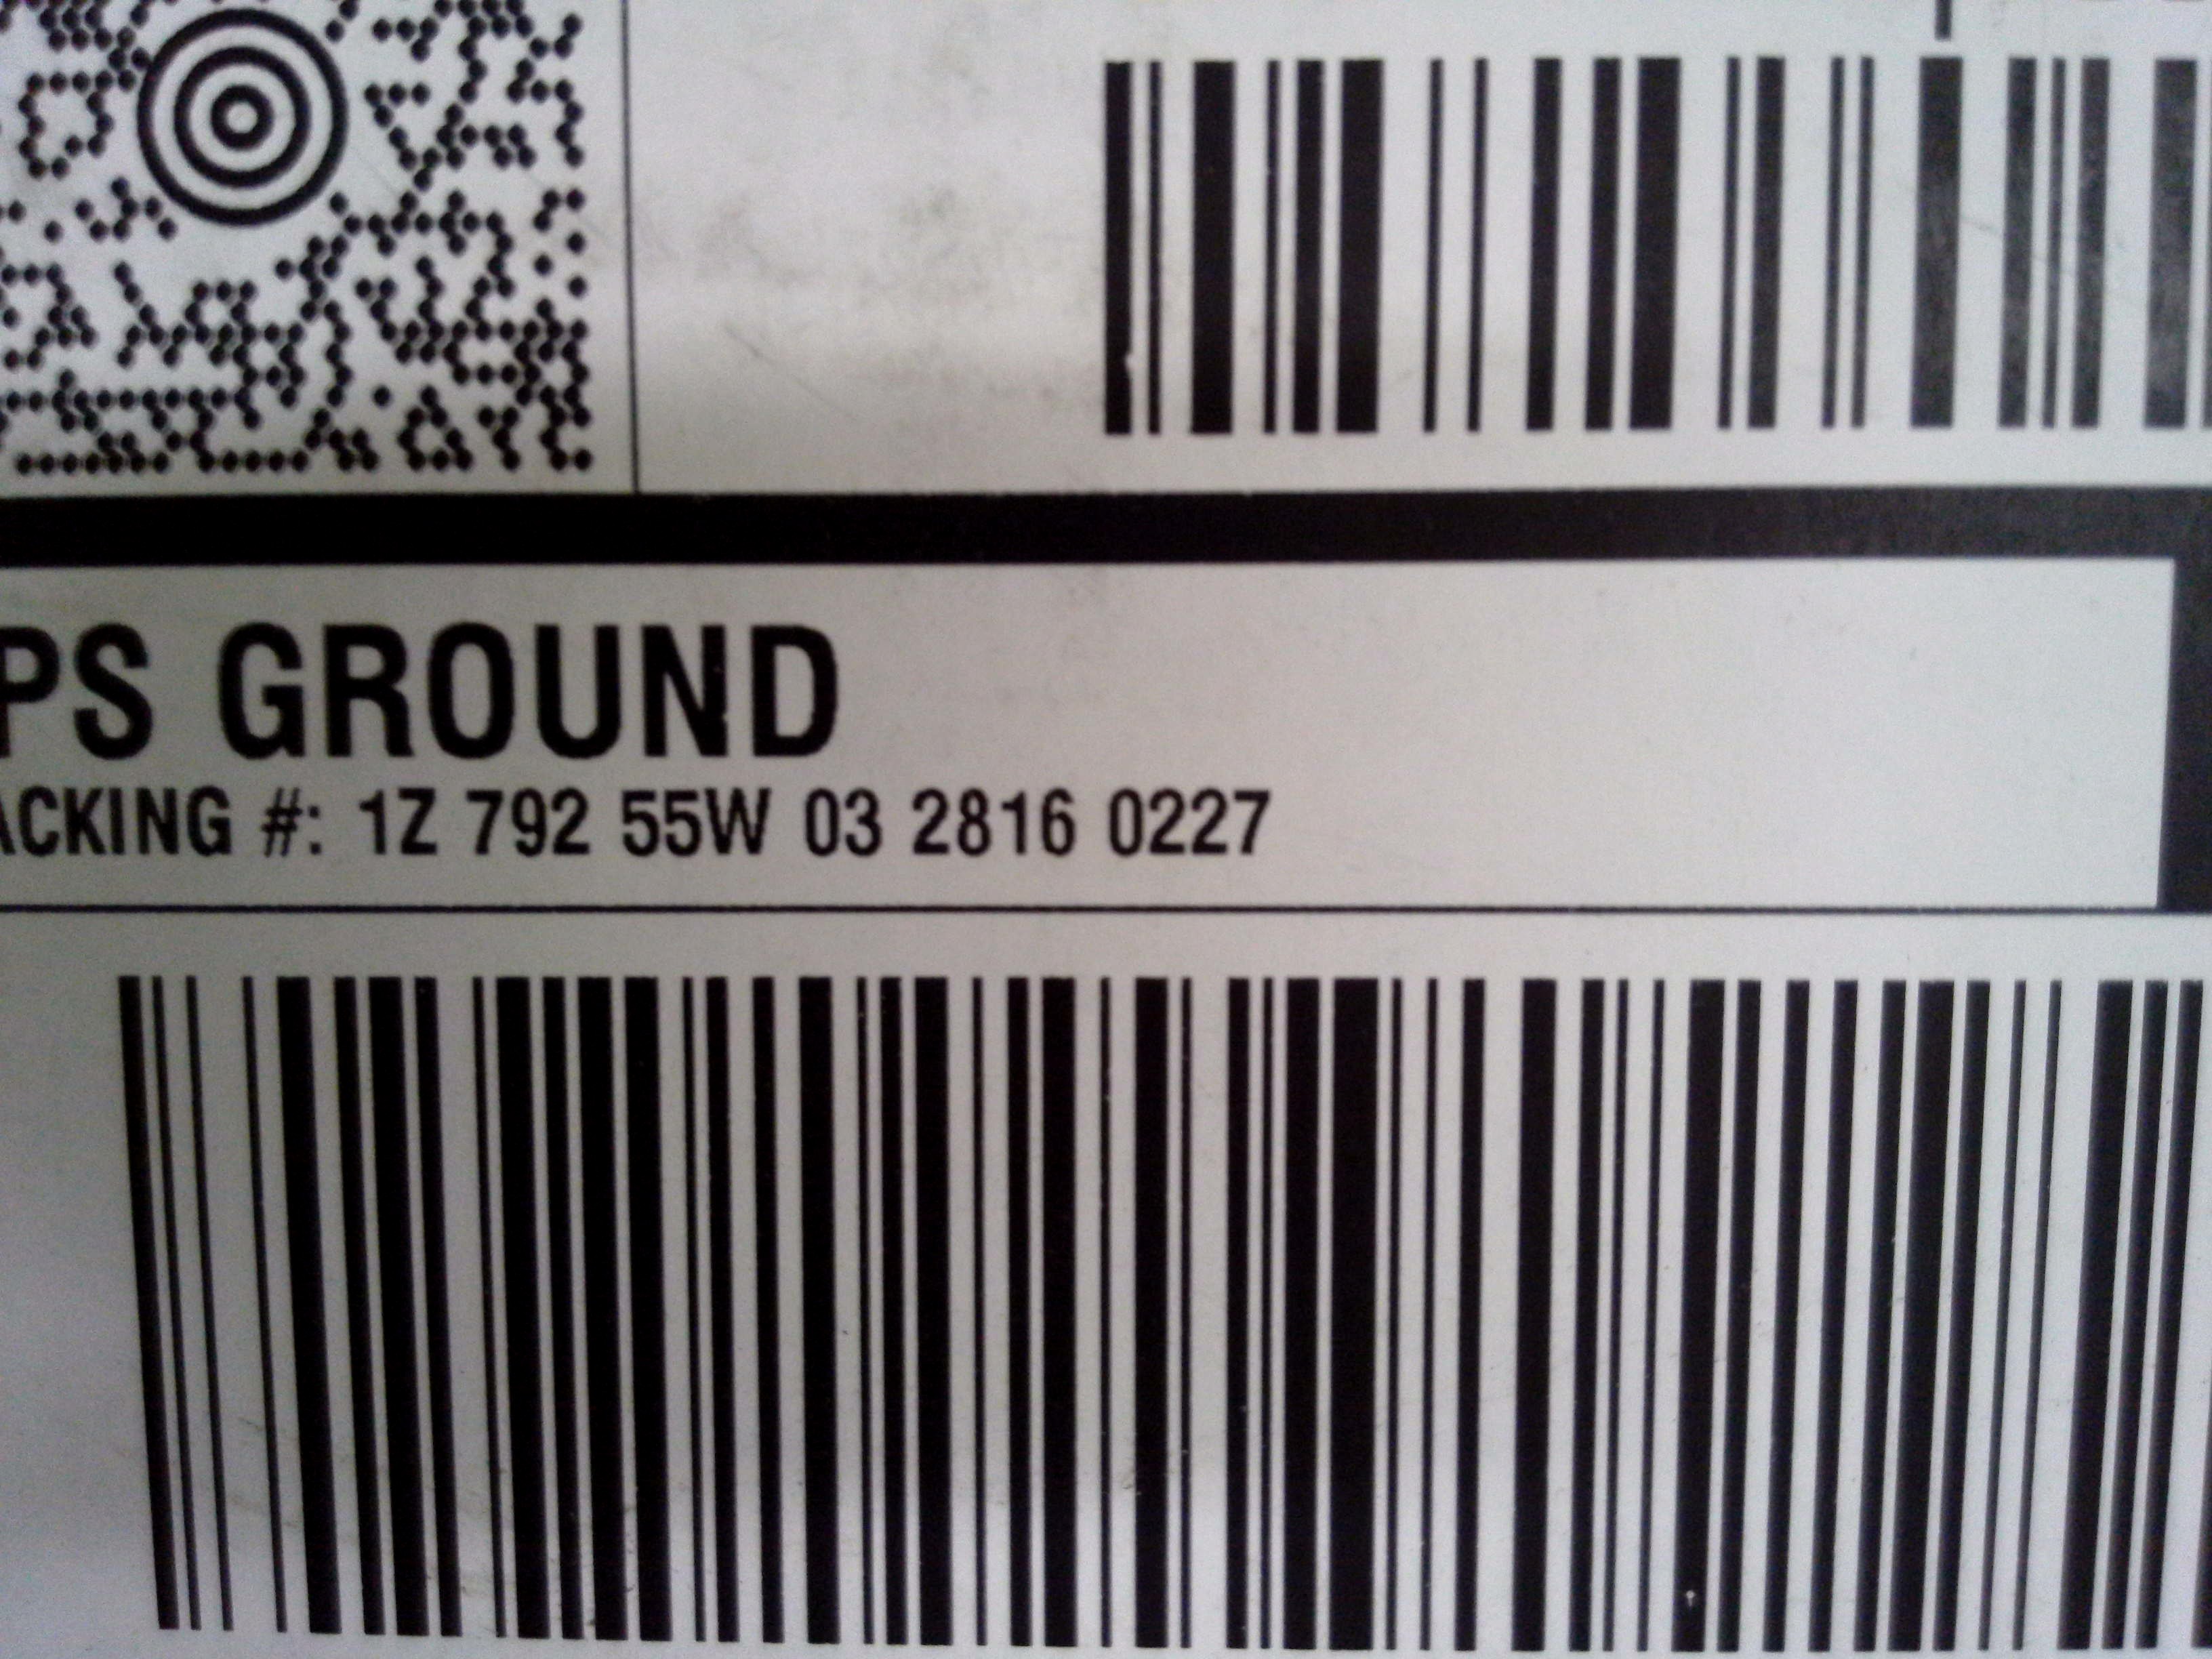 PS GROUND
ACKING #: 1Z 792 55W 03 2816 0227